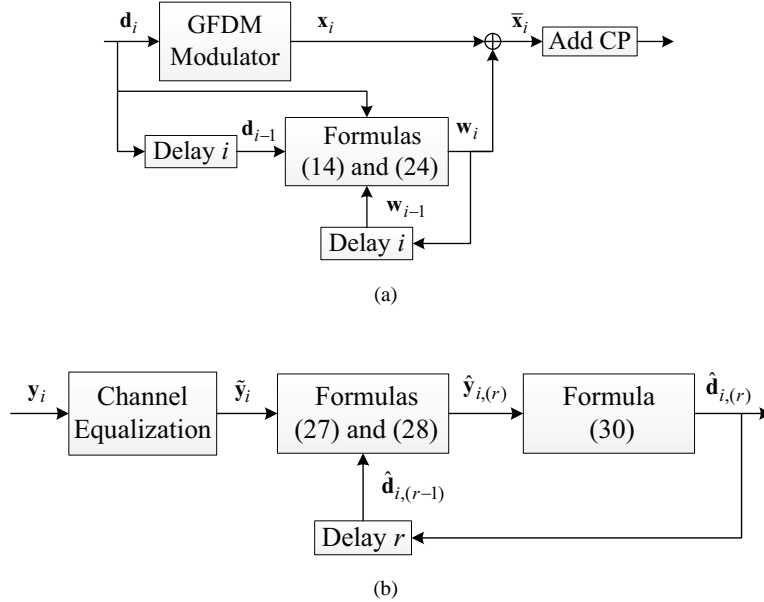 d_i
GFDM
Modulator
x_i
x̄_i
Add CP
d_{i−1}
Delay i
Formulas
(14) and (24)
w_i
w_{i−1}
Delay i
(a)
y_i
Channel
Equalization
ỹ_i
Formulas
(27) and (28)
ŷ_{i,(r)}
Formula
(30)
d̂_{i,(r)}
d̂_{i,(r−1)}
Delay r
(b)